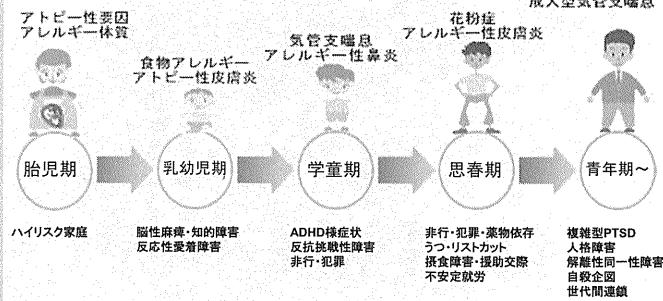 アトピー性要因
アレルギー体質
食物アレルギー
アトピー性皮膚炎
気管支喘息
アレルギー性鼻炎
花粉症
アレルギー性皮膚炎
成人型気管支喘息
胎児期
乳幼児期
学童期
思春期
青年期~
ハイリスク家庭
脳性麻痺・知的障害
反応性愛着障害
ADHD様症状
反抗挑戦性障害
非行・犯罪
非行・犯罪・薬物依存
うつ・リストカット
摂食障害・援助交際
不安定就労
複雑型PTSD
人格障害
解離性同一性障害
自殺企図
世代間連鎖